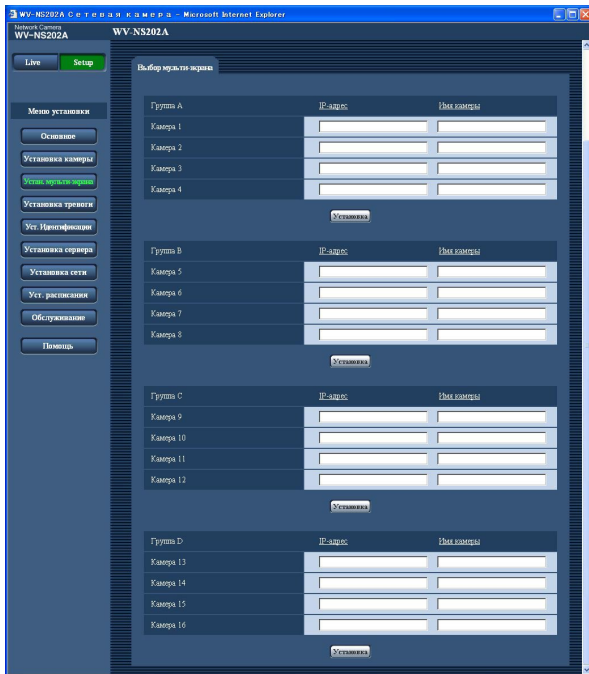 WV-NS202A Сетевая камера - Microsoft Internet Explorer
Network Camera
WV-NS202A
WV-NS202A
Live Setup
Выбор мульти-экрана
Меню установки
Основное
Установка камеры
Устан. мульти-экрана
Установка тревоги
Уст. Идентификации
Установка сервера
Установка сети
Уст. расписания
Обслуживание
Помощь
Группа A IP-адрес Имя камеры
Камера 1
Камера 2
Камера 3
Камера 4
Установка
Группа B IP-адрес Имя камеры
Камера 5
Камера 6
Камера 7
Камера 8
Установка
Группа C IP-адрес Имя камеры
Камера 9
Камера 10
Камера 11
Камера 12
Установка
Группа D IP-адрес Имя камеры
Камера 13
Камера 14
Камера 15
Камера 16
Установка